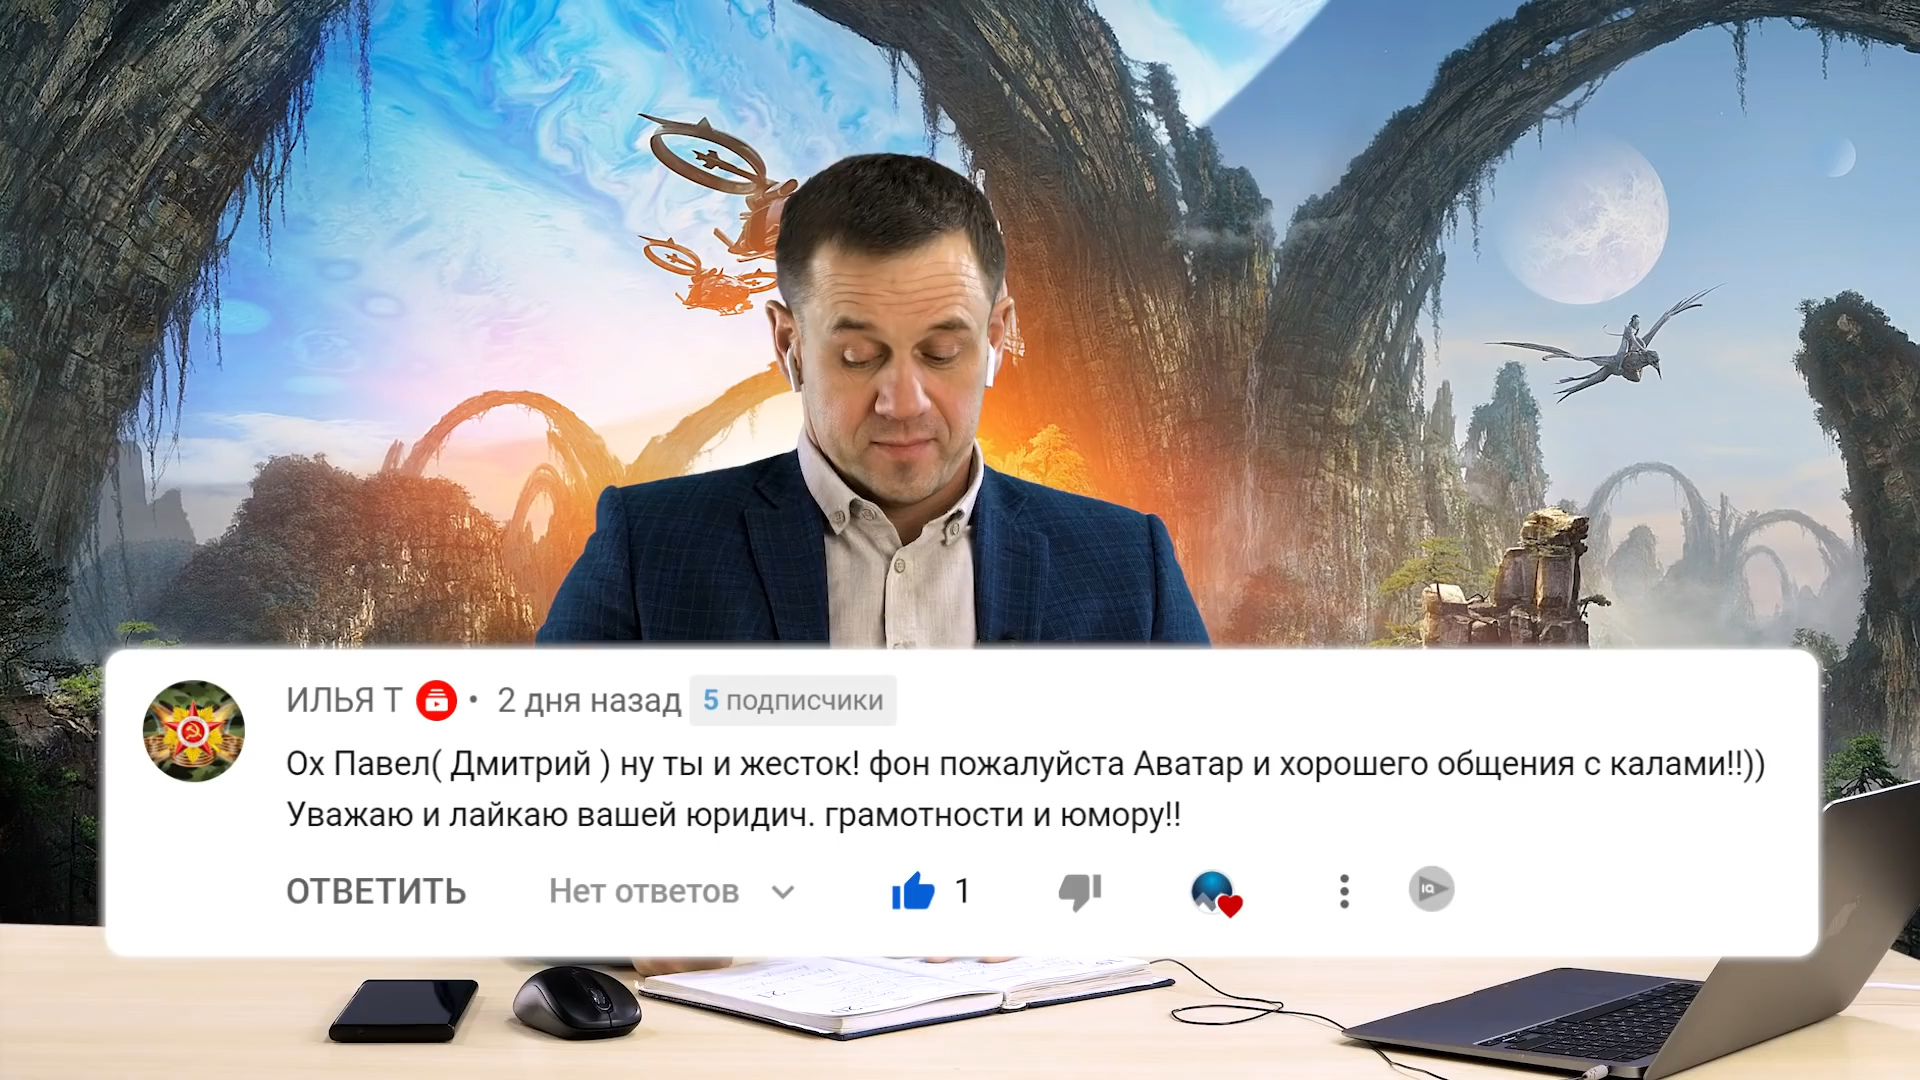 ИЛЬЯ Т • 2 дня назад 5 подписчики
Ох Павел( Дмитрий ) ну ты и жесток! фон пожалуйста Аватар и хорошего общения с калами!!))
Уважаю и лайкаю вашей юридич. грамотности и юмору!!
ОТВЕТИТЬ Нет ответов 1 IQ